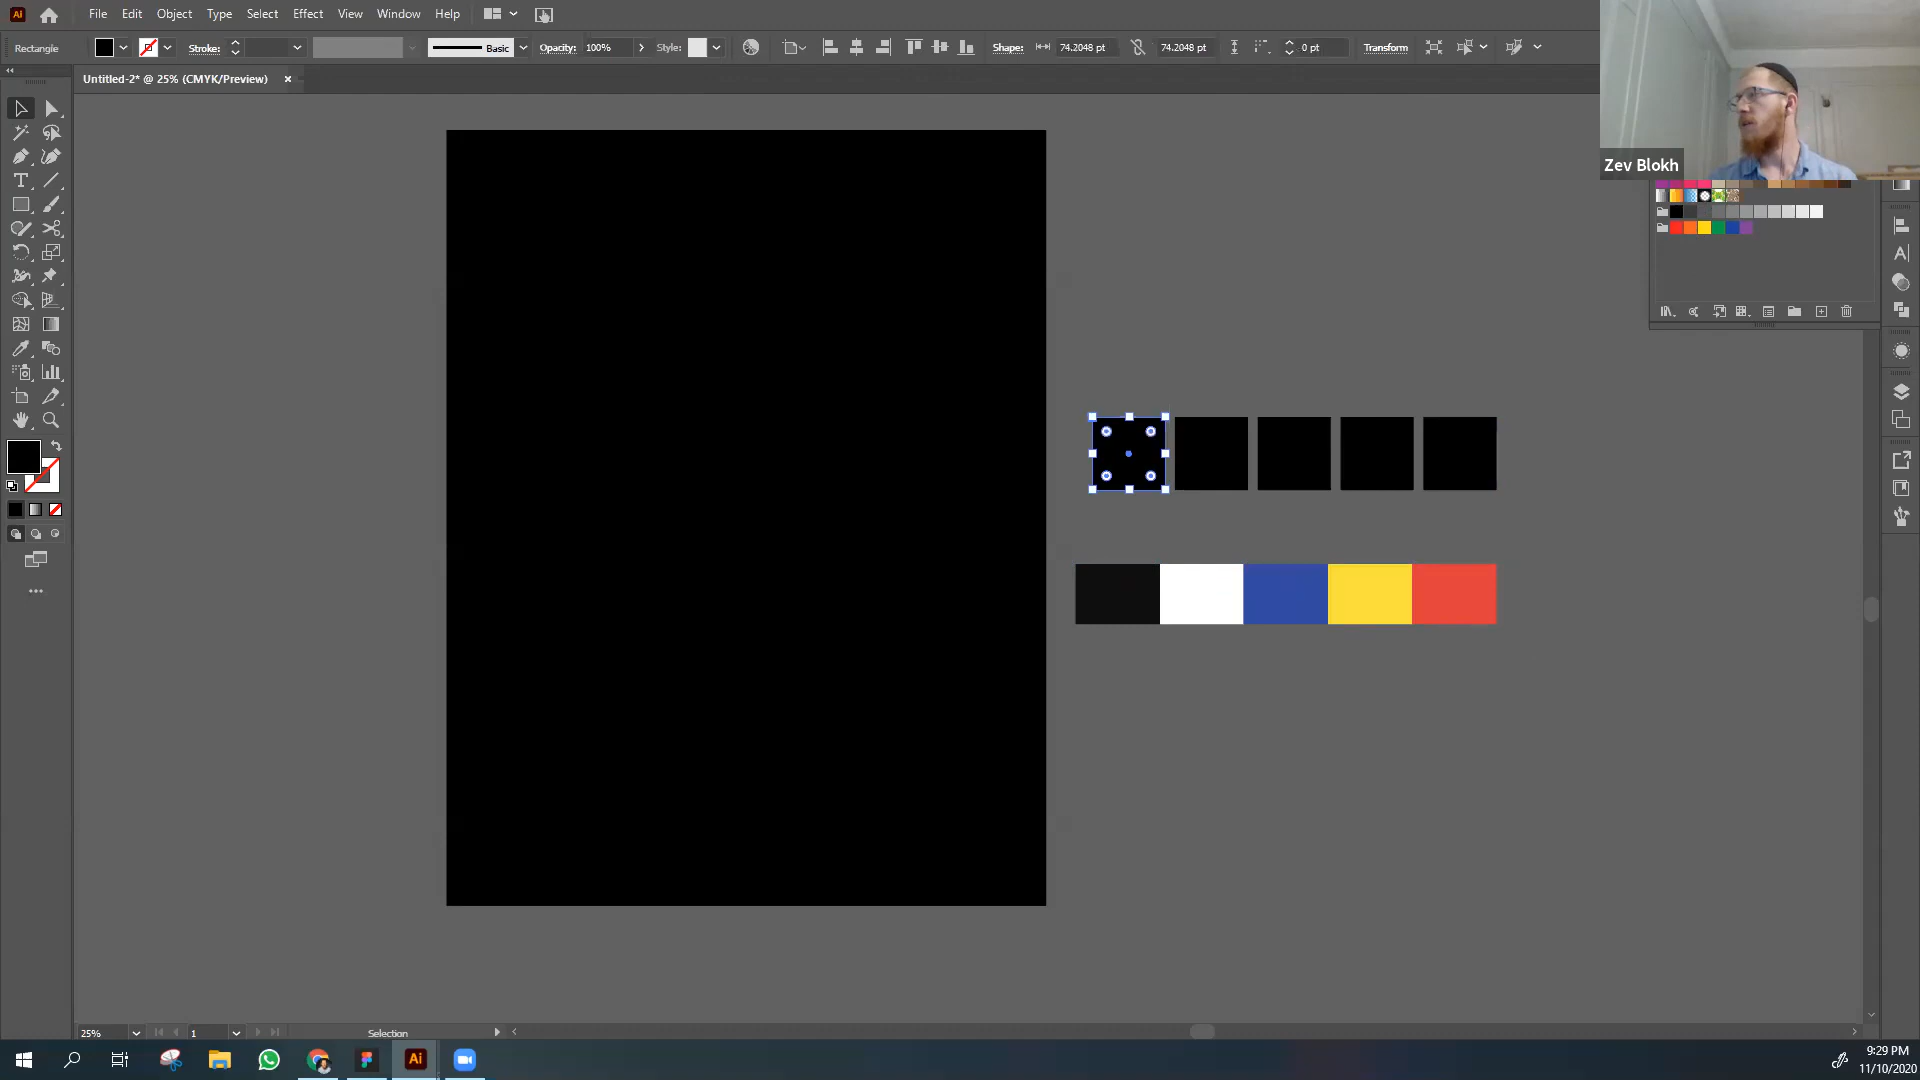 Ai File Edit Object Type Select Effect View Window Help
Rectangle Stroke: Basic Opacity: 100% Style: Shape: 74.2048 pt 74.2048 pt 0 pt Transform
Untitled-2* @ 25% (CMYK/Preview) ×
Zev Blokh
25% 1 Selection
Ai
9:29 PM
11/10/2020